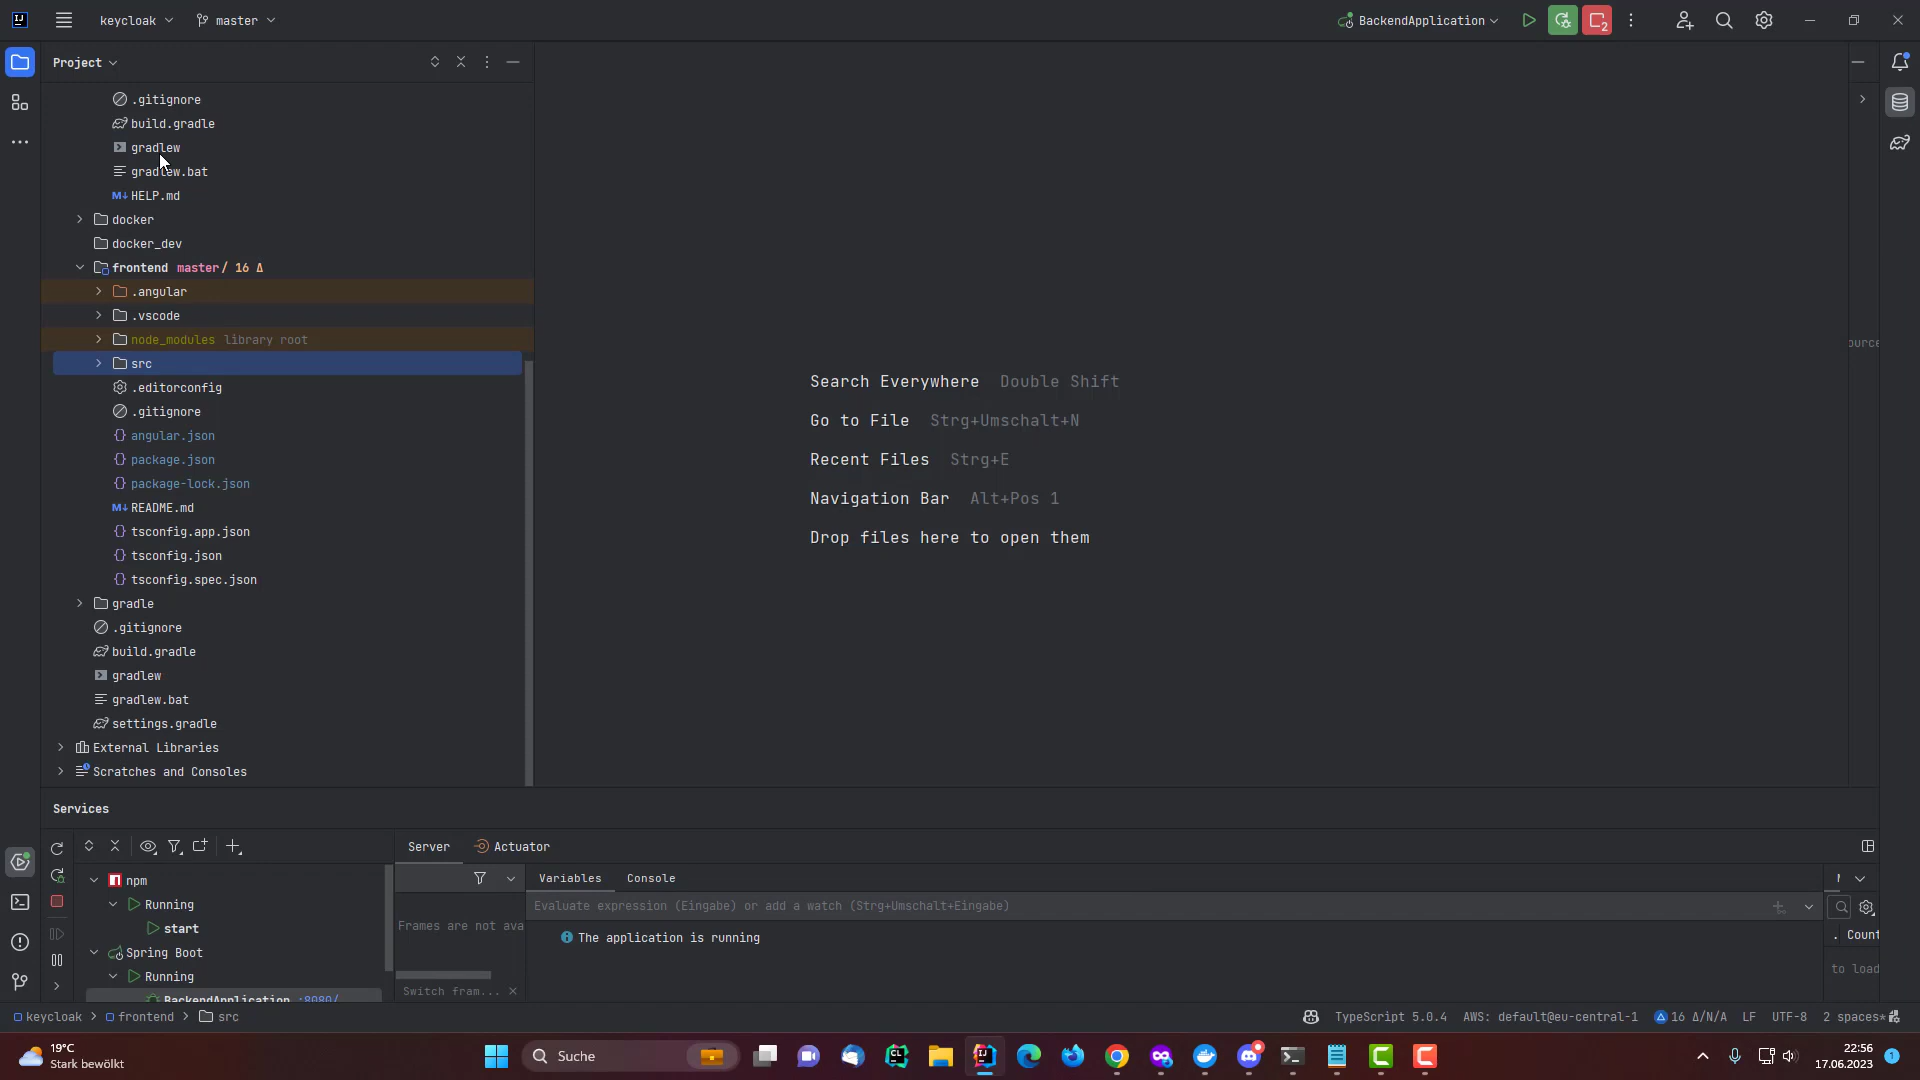 keycloak
master
BackendApplication
Project
.gitignore
build.gradle
gradlew
gradlew.bat
HELP.md
docker
docker_dev
frontend master / 16 Δ
.angular
.vscode
node_modules library root
src
.editorconfig
.gitignore
angular.json
package.json
package-lock.json
README.md
tsconfig.app.json
tsconfig.json
tsconfig.spec.json
gradle
.gitignore
build.gradle
gradlew
gradlew.bat
settings.gradle
External Libraries
Scratches and Consoles
Search Everywhere Double Shift
Go to File Strg+Umschalt+N
Recent Files Strg+E
Navigation Bar Alt+Pos 1
Drop files here to open them
Services
npm
Running
start
Spring Boot
Running
BackendApplication :8080/
Server Actuator
Variables Console
Evaluate expression (Eingabe) or add a watch (Strg+Umschalt+Eingabe)
Frames are not ava
The application is running
Switch fram...
. Count
to load
keycloak > frontend > src
TypeScript 5.0.4 AWS: default@eu-central-1 16 Δ/N/A LF UTF-8 2 spaces*
19°C
Stark bewölkt
Suche
22:56
17.06.2023